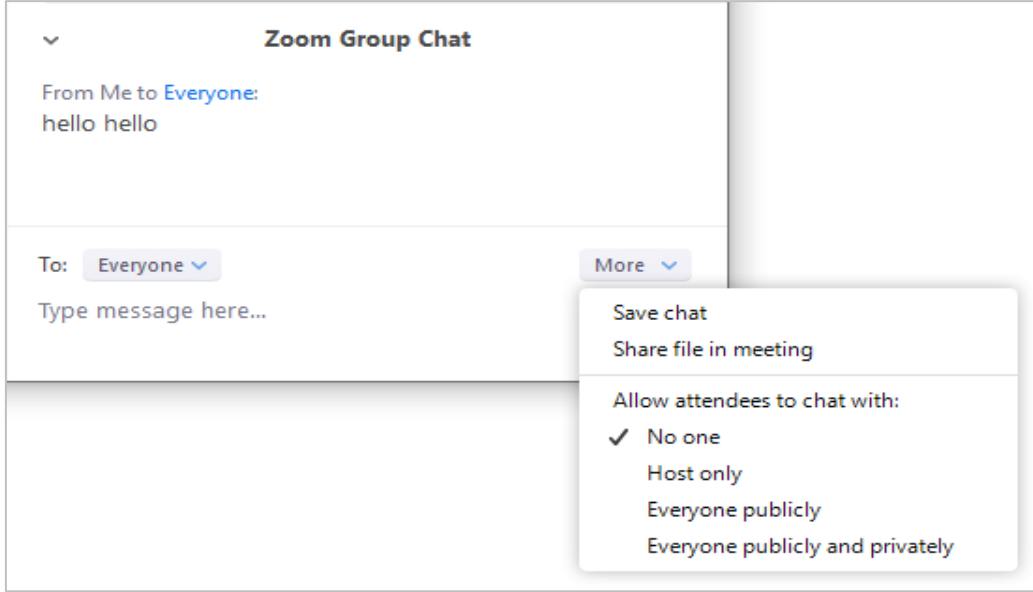 Zoom Group Chat
From Me to Everyone:
hello hello
To: Everyone More
Type message here...
Save chat
Share file in meeting
Allow attendees to chat with:
No one
Host only
Everyone publicly
Everyone publicly and privately